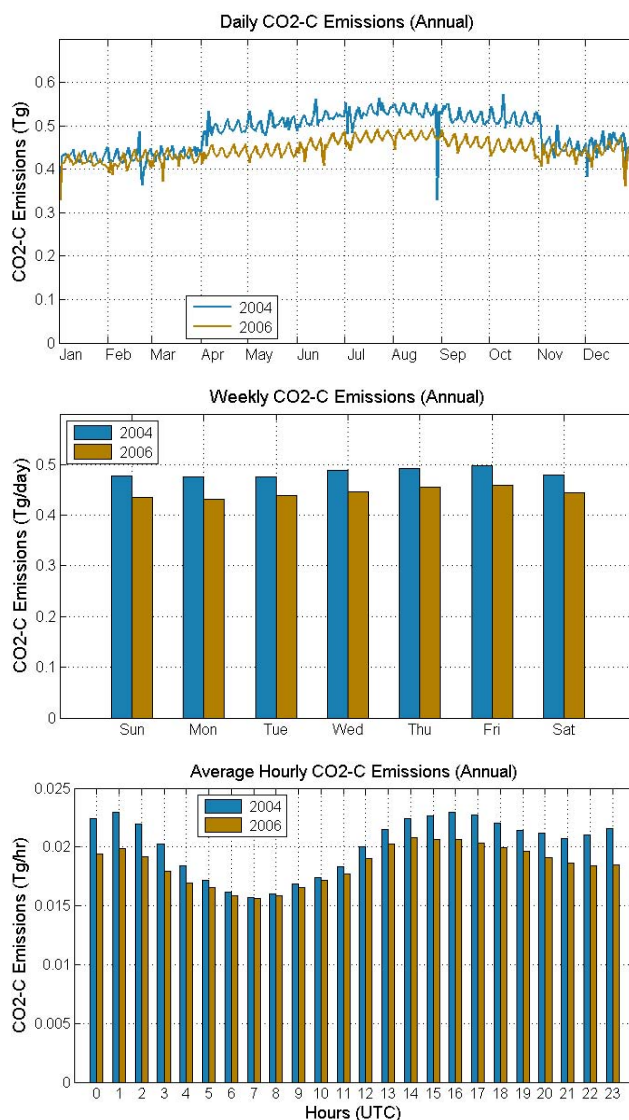 Daily CO2-C Emissions (Annual)
CO2-C Emissions (Tg)
0.6
0.5
0.4
0.3
0.2
0.1
0
2004
2006
Jan Feb Mar Apr May Jun Jul Aug Sep Oct Nov Dec
Weekly CO2-C Emissions (Annual)
CO2-C Emissions (Tg/day)
2004
2006
0.5
0.4
0.3
0.2
0.1
0
Sun Mon Tue Wed Thu Fri Sat
Average Hourly CO2-C Emissions (Annual)
CO2-C Emissions (Tg/hr)
0.025
2004
2006
0.02
0.015
0.01
0.005
0
0 1 2 3 4 5 6 7 8 9 10 11 12 13 14 15 16 17 18 19 20 21 22 23
Hours (UTC)